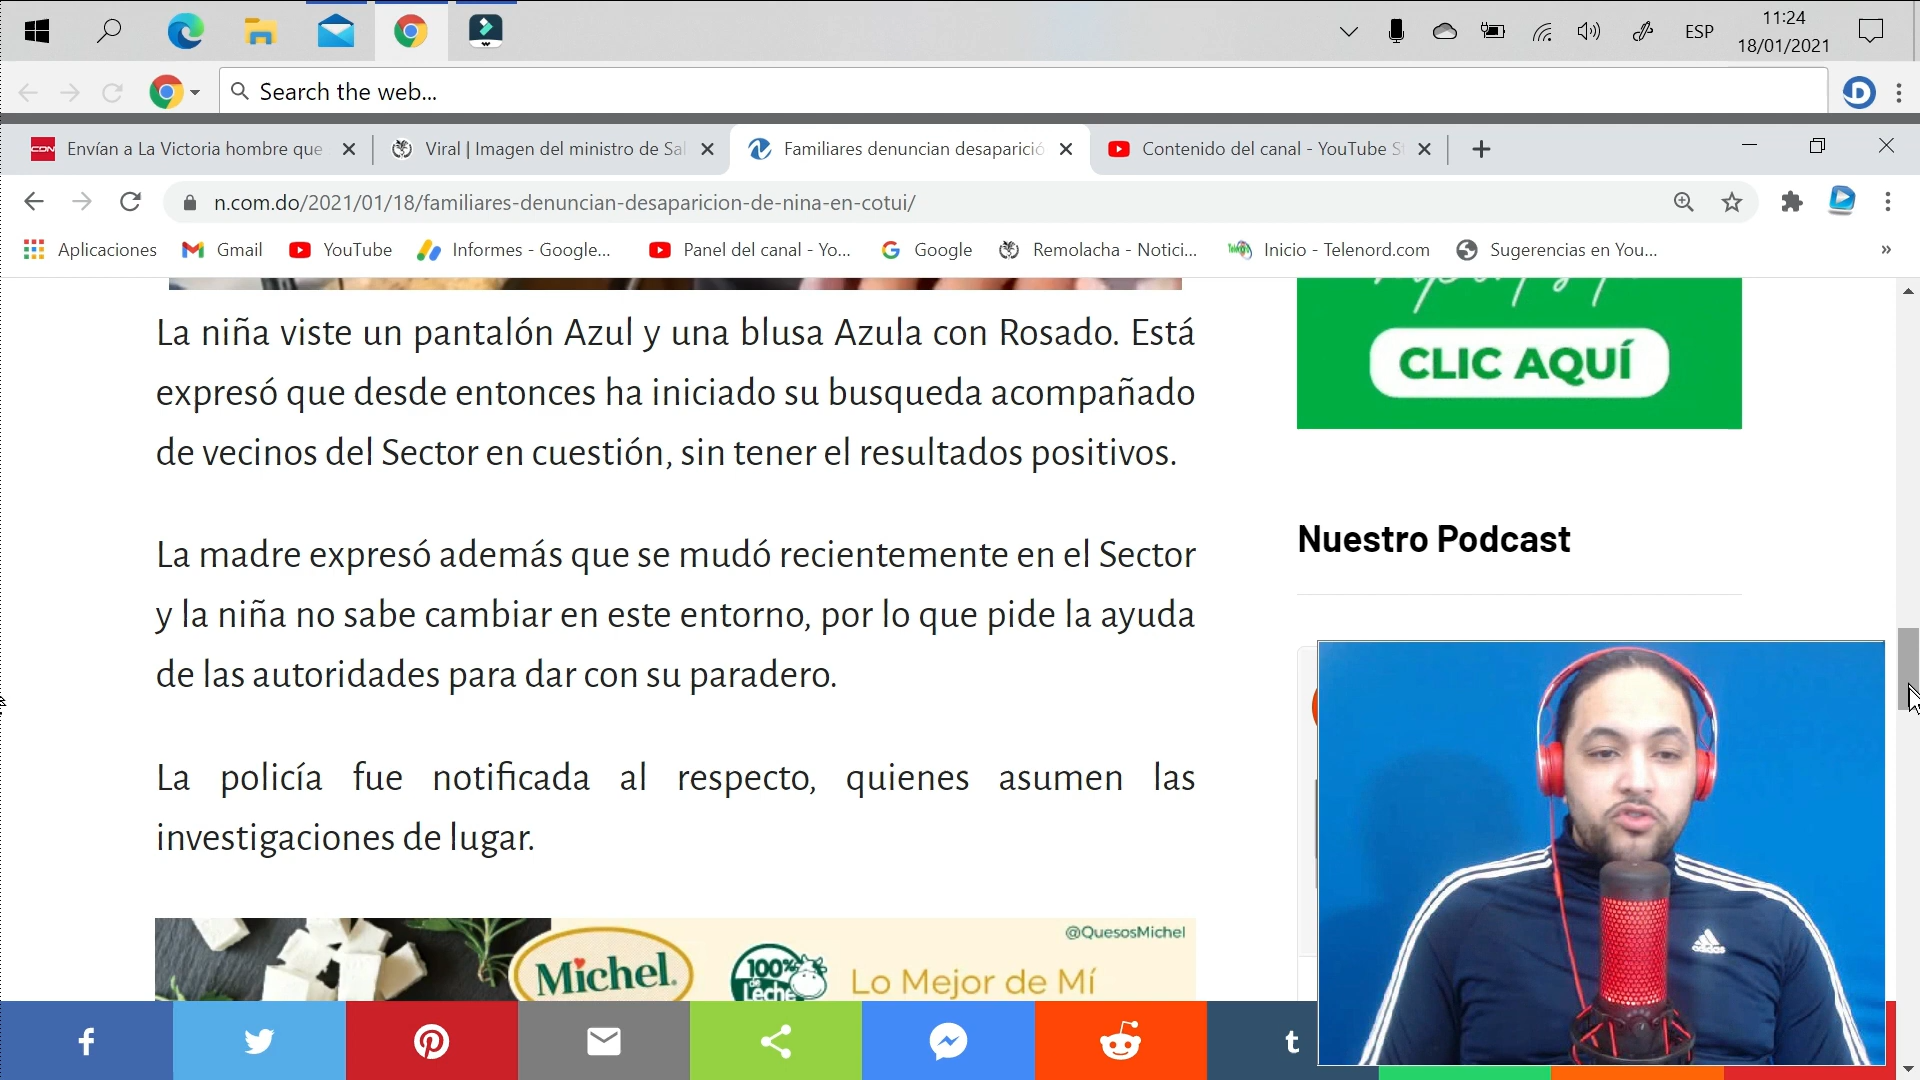 ESP
11:24
18/01/2021
Search the web...
CDN
Envían a La Victoria hombre que
Viral | Imagen del ministro de Sal
Familiares denuncian desaparició
Contenido del canal - YouTube S
n.com.do/2021/01/18/familiares-denuncian-desaparicion-de-nina-en-cotui/
Aplicaciones
Gmail
YouTube
Informes - Google...
Panel del canal - Yo...
Google
Remolacha - Notici...
Inicio - Telenord.com
Sugerencias en You...
»
La niña viste un pantalón Azul y una blusa Azula con Rosado. Está
expresó que desde entonces ha iniciado su busqueda acompañado
de vecinos del Sector en cuestión, sin tener el resultados positivos.
La madre expresó además que se mudó recientemente en el Sector
y la niña no sabe cambiar en este entorno, por lo que pide la ayuda
de las autoridades para dar con su paradero.
La policía fue notificada al respecto, quienes asumen las
investigaciones de lugar.
CLIC AQUÍ
Nuestro Podcast
@QuesosMichel
Michel.
100%
de Leche
Lo Mejor de Mí
adidas